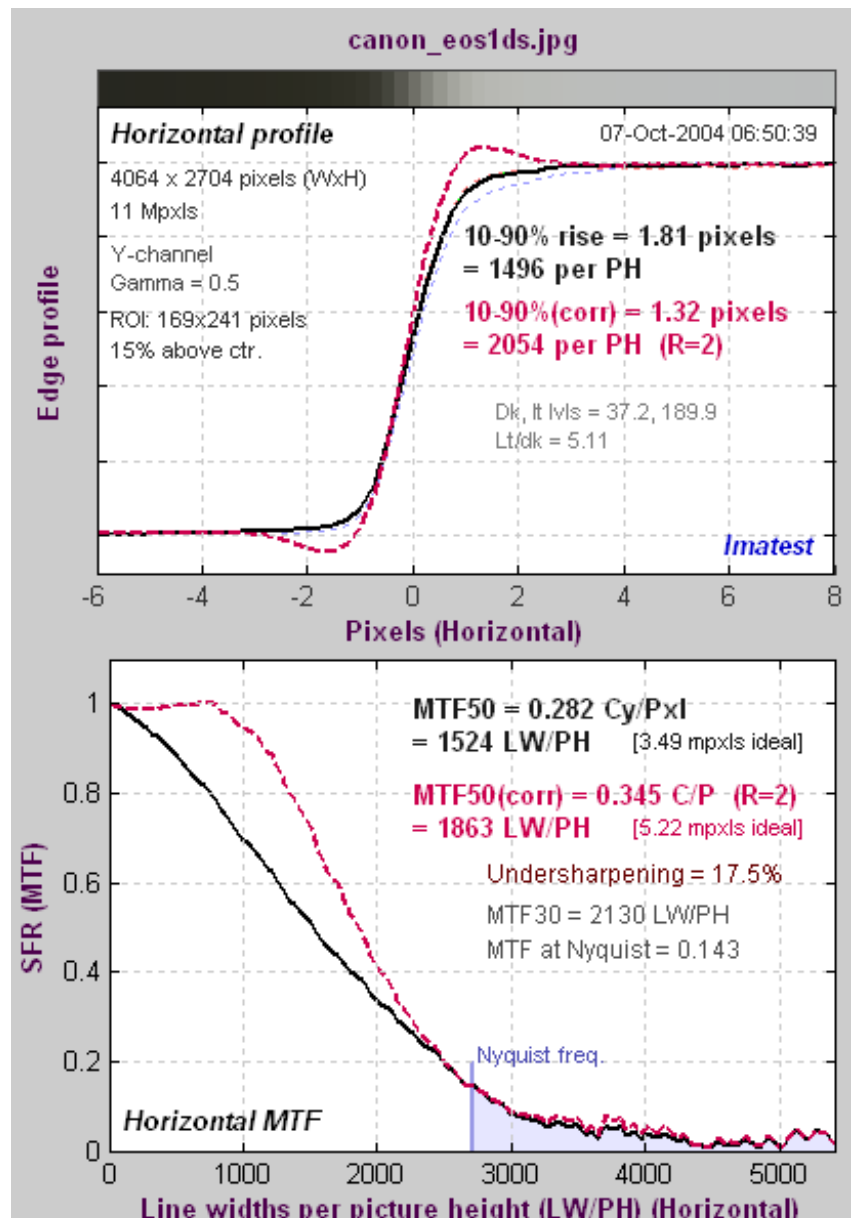 canon_eos1ds.jpg
Horizontal profile
07-Oct-2004 06:50:39
4064 x 2704 pixels (WxH)
11 Mpxls
Y-channel
Gamma = 0.5
ROI: 169x241 pixels
15% above ctr.
10-90% rise = 1.81 pixels
= 1496 per PH
10-90%(corr) = 1.32 pixels
= 2054 per PH (R=2)
Dk, lt lvls = 37.2, 189.9
Lt/dk = 5.11
Imatest
Edge profile
-6 -4 -2 0 2 4 6 8
Pixels (Horizontal)
MTF50 = 0.282 Cy/Pxl
= 1524 LW/PH [3.49 mpxls ideal]
MTF50(corr) = 0.345 C/P (R=2)
= 1863 LW/PH [5.22 mpxls ideal]
Undersharpening = 17.5%
MTF30 = 2130 LW/PH
MTF at Nyquist = 0.143
Nyquist freq.
Horizontal MTF
SFR (MTF)
1
0.8
0.6
0.4
0.2
0
0 1000 2000 3000 4000 5000
Line widths per picture height (LW/PH) (Horizontal)